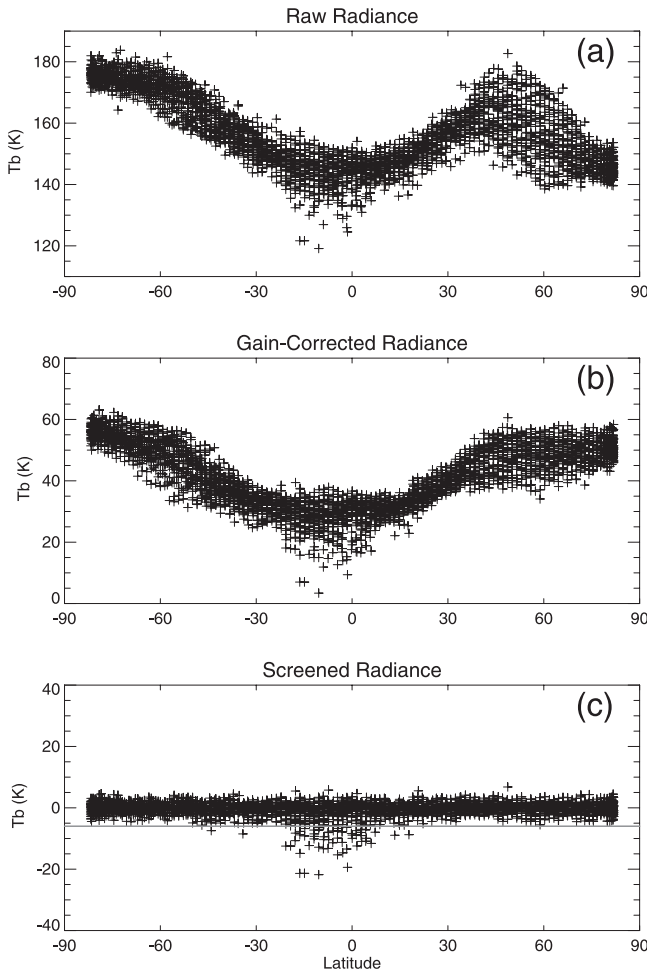 Raw Radiance
(a)
Tb (K)
180
160
140
120
-90 -60 -30 0 30 60 90
Gain-Corrected Radiance
(b)
Tb (K)
80
60
40
20
0
-90 -60 -30 0 30 60 90
Screened Radiance
(c)
Tb (K)
40
20
0
-20
-40
-90 -60 -30 0 30 60 90
Latitude